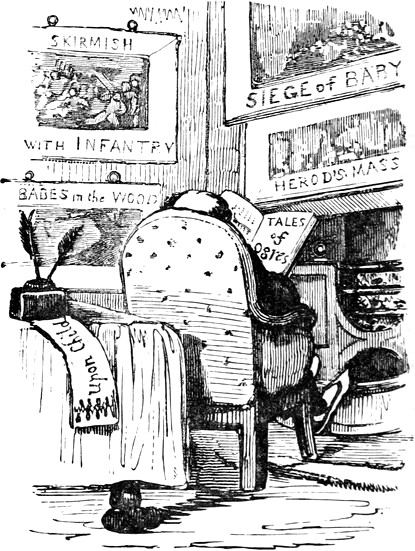 SKIRMISH
WITH INFANTRY
SIEGE of BABY
HEROD'S MASS
BABES in the WOOD
TALES
of
OGRES
Upon Child